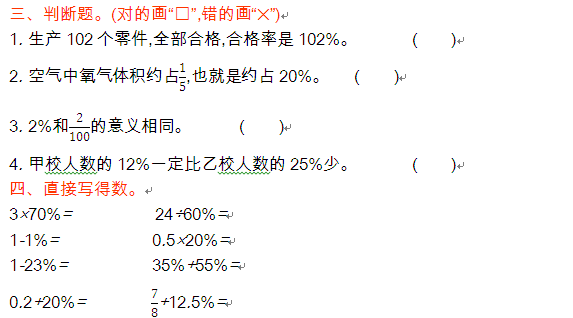 三、判断题。(对的画“□”,错的画“×”)
1. 生产 102 个零件,全部合格,合格率是 102%。 ( )
2. 空气中氧气体积约占1/5,也就是约占 20%。 ( )
3. 2%和2/100的意义相同。 ( )
4. 甲校人数的 12%一定比乙校人数的 25%少。 ( )
四、直接写得数。
3×70%= 24÷60%=
1-1%= 0.5×20%=
1-23%= 35%+55%=
0.2÷20%= 7/8+12.5%=